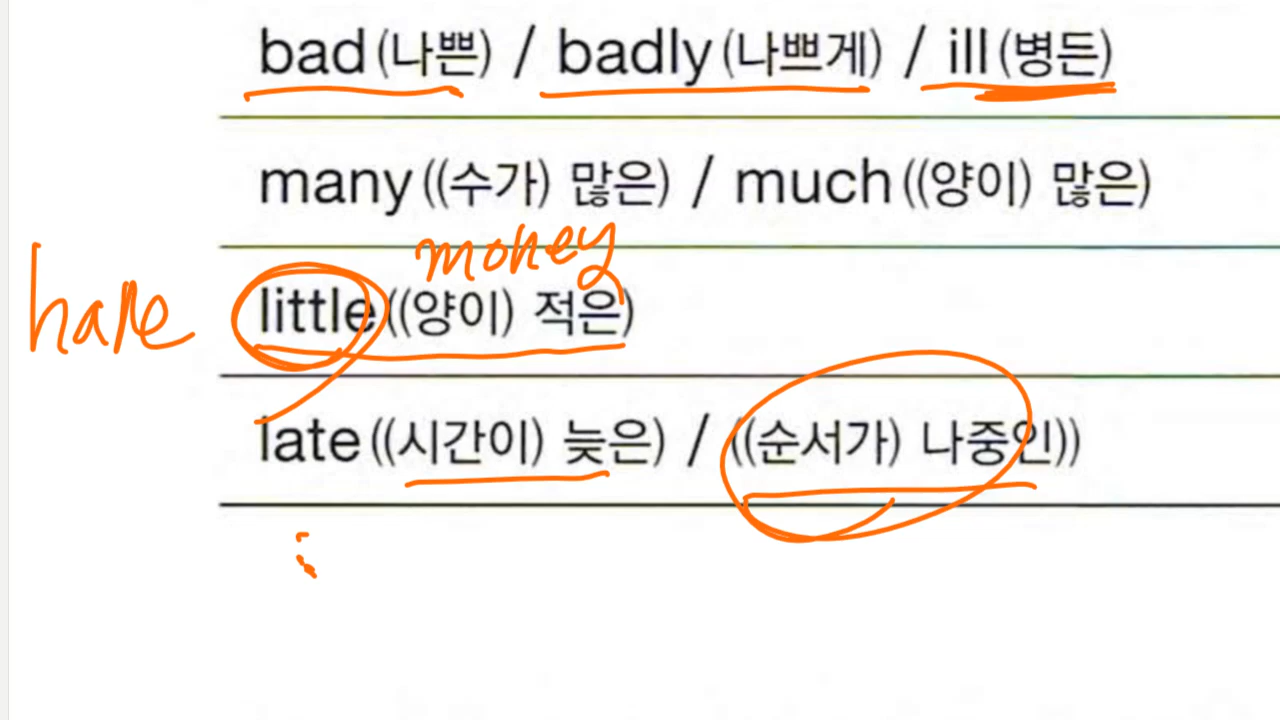 bad (나쁜) / badly (나쁘게) / ill (병든)
many ((수가) 많은) / much ((양이) 많은)
money
have little ((양이) 적은)
late ((시간이) 늦은) / ((순서가) 나중인))